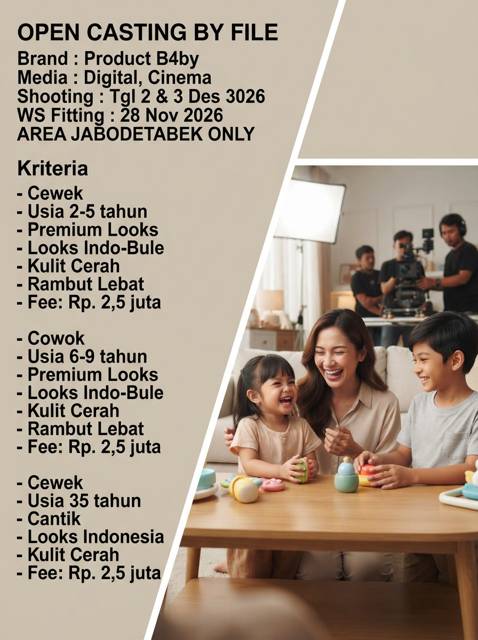 OPEN CASTING BY FILE
Brand : Product B4by
Media : Digital, Cinema
Shooting : Tgl 2 & 3 Des 3026
WS Fitting : 28 Nov 2026
AREA JABODETABEK ONLY
Kriteria
- Cewek
- Usia 2-5 tahun
- Premium Looks
- Looks Indo-Bule
- Kulit Cerah
- Rambut Lebat
- Fee: Rp. 2,5 juta
- Cowok
- Usia 6-9 tahun
- Premium Looks
- Looks Indo-Bule
- Kulit Cerah
- Rambut Lebat
- Fee: Rp. 2,5 juta
- Cewek
- Usia 35 tahun
- Cantik
- Looks Indonesia
- Kulit Cerah
- Fee: Rp. 2,5 juta